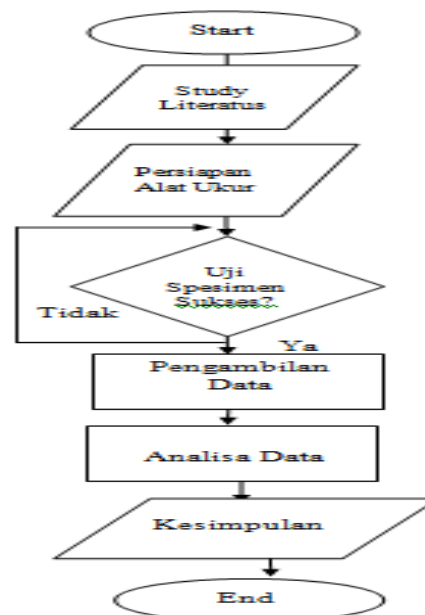 Start
Study
Literatus
Persiapan
Alat Ukur
Uji
Spesimen
Sukses?
Tidak
Ya
Pengambilan
Data
Analisa Data
Kesimpulan
End